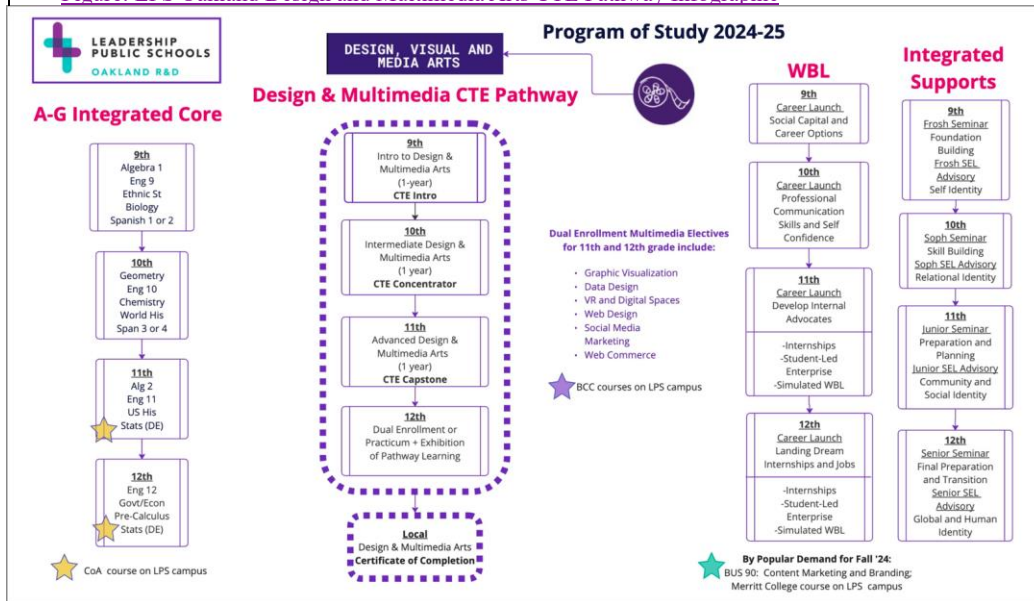 LEADERSHIP
PUBLIC SCHOOLS
OAKLAND R&D
DESIGN, VISUAL AND
MEDIA ARTS
Program of Study 2024-25
A-G Integrated Core
9th
Algebra 1
Eng 9
Ethnic St
Biology
Spanish 1 or 2
10th
Geometry
Eng 10
Chemistry
World His
Span 3 or 4
11th
Alg 2
Eng 11
US His
Stats (DE)
12th
Eng 12
Govt/Econ
Pre-Calculus
Stats (DE)
CoA course on LPS campus
Design & Multimedia CTE Pathway
9th
Intro to Design &
Multimedia Arts
(1-year)
CTE Intro
10th
Intermediate Design &
Multimedia Arts
(1 year)
CTE Concentrator
11th
Advanced Design &
Multimedia Arts
(1 year)
CTE Capstone
12th
Dual Enrollment or
Practicum + Exhibition
of Pathway Learning
Local
Design & Multimedia Arts
Certificate of Completion
Dual Enrollment Multimedia Electives
for 11th and 12th grade include:
• Graphic Visualization
• Data Design
• VR and Digital Spaces
• Web Design
• Social Media
Marketing
• Web Commerce
BCC courses on LPS campus
WBL
9th
Career Launch
Social Capital and
Career Options
10th
Career Launch
Professional
Communication
Skills and Self
Confidence
11th
Career Launch
Develop Internal
Advocates
-Internships
-Student-Led
Enterprise
-Simulated WBL
12th
Career Launch
Landing Dream
Internships and Jobs
-Internships
-Student-Led
Enterprise
-Simulated WBL
Integrated
Supports
9th
Frosh Seminar
Foundation
Building
Frosh SEL
Advisory
Self Identity
10th
Soph Seminar
Skill Building
Soph SEL Advisory
Relational Identity
11th
Junior Seminar
Preparation and
Planning
Junior SEL Advisory
Community and
Social Identity
12th
Senior Seminar
Final Preparation
and Transition
Senior SEL
Advisory
Global and Human
Identity
By Popular Demand for Fall '24:
BUS 90: Content Marketing and Branding;
Merritt College course on LPS campus